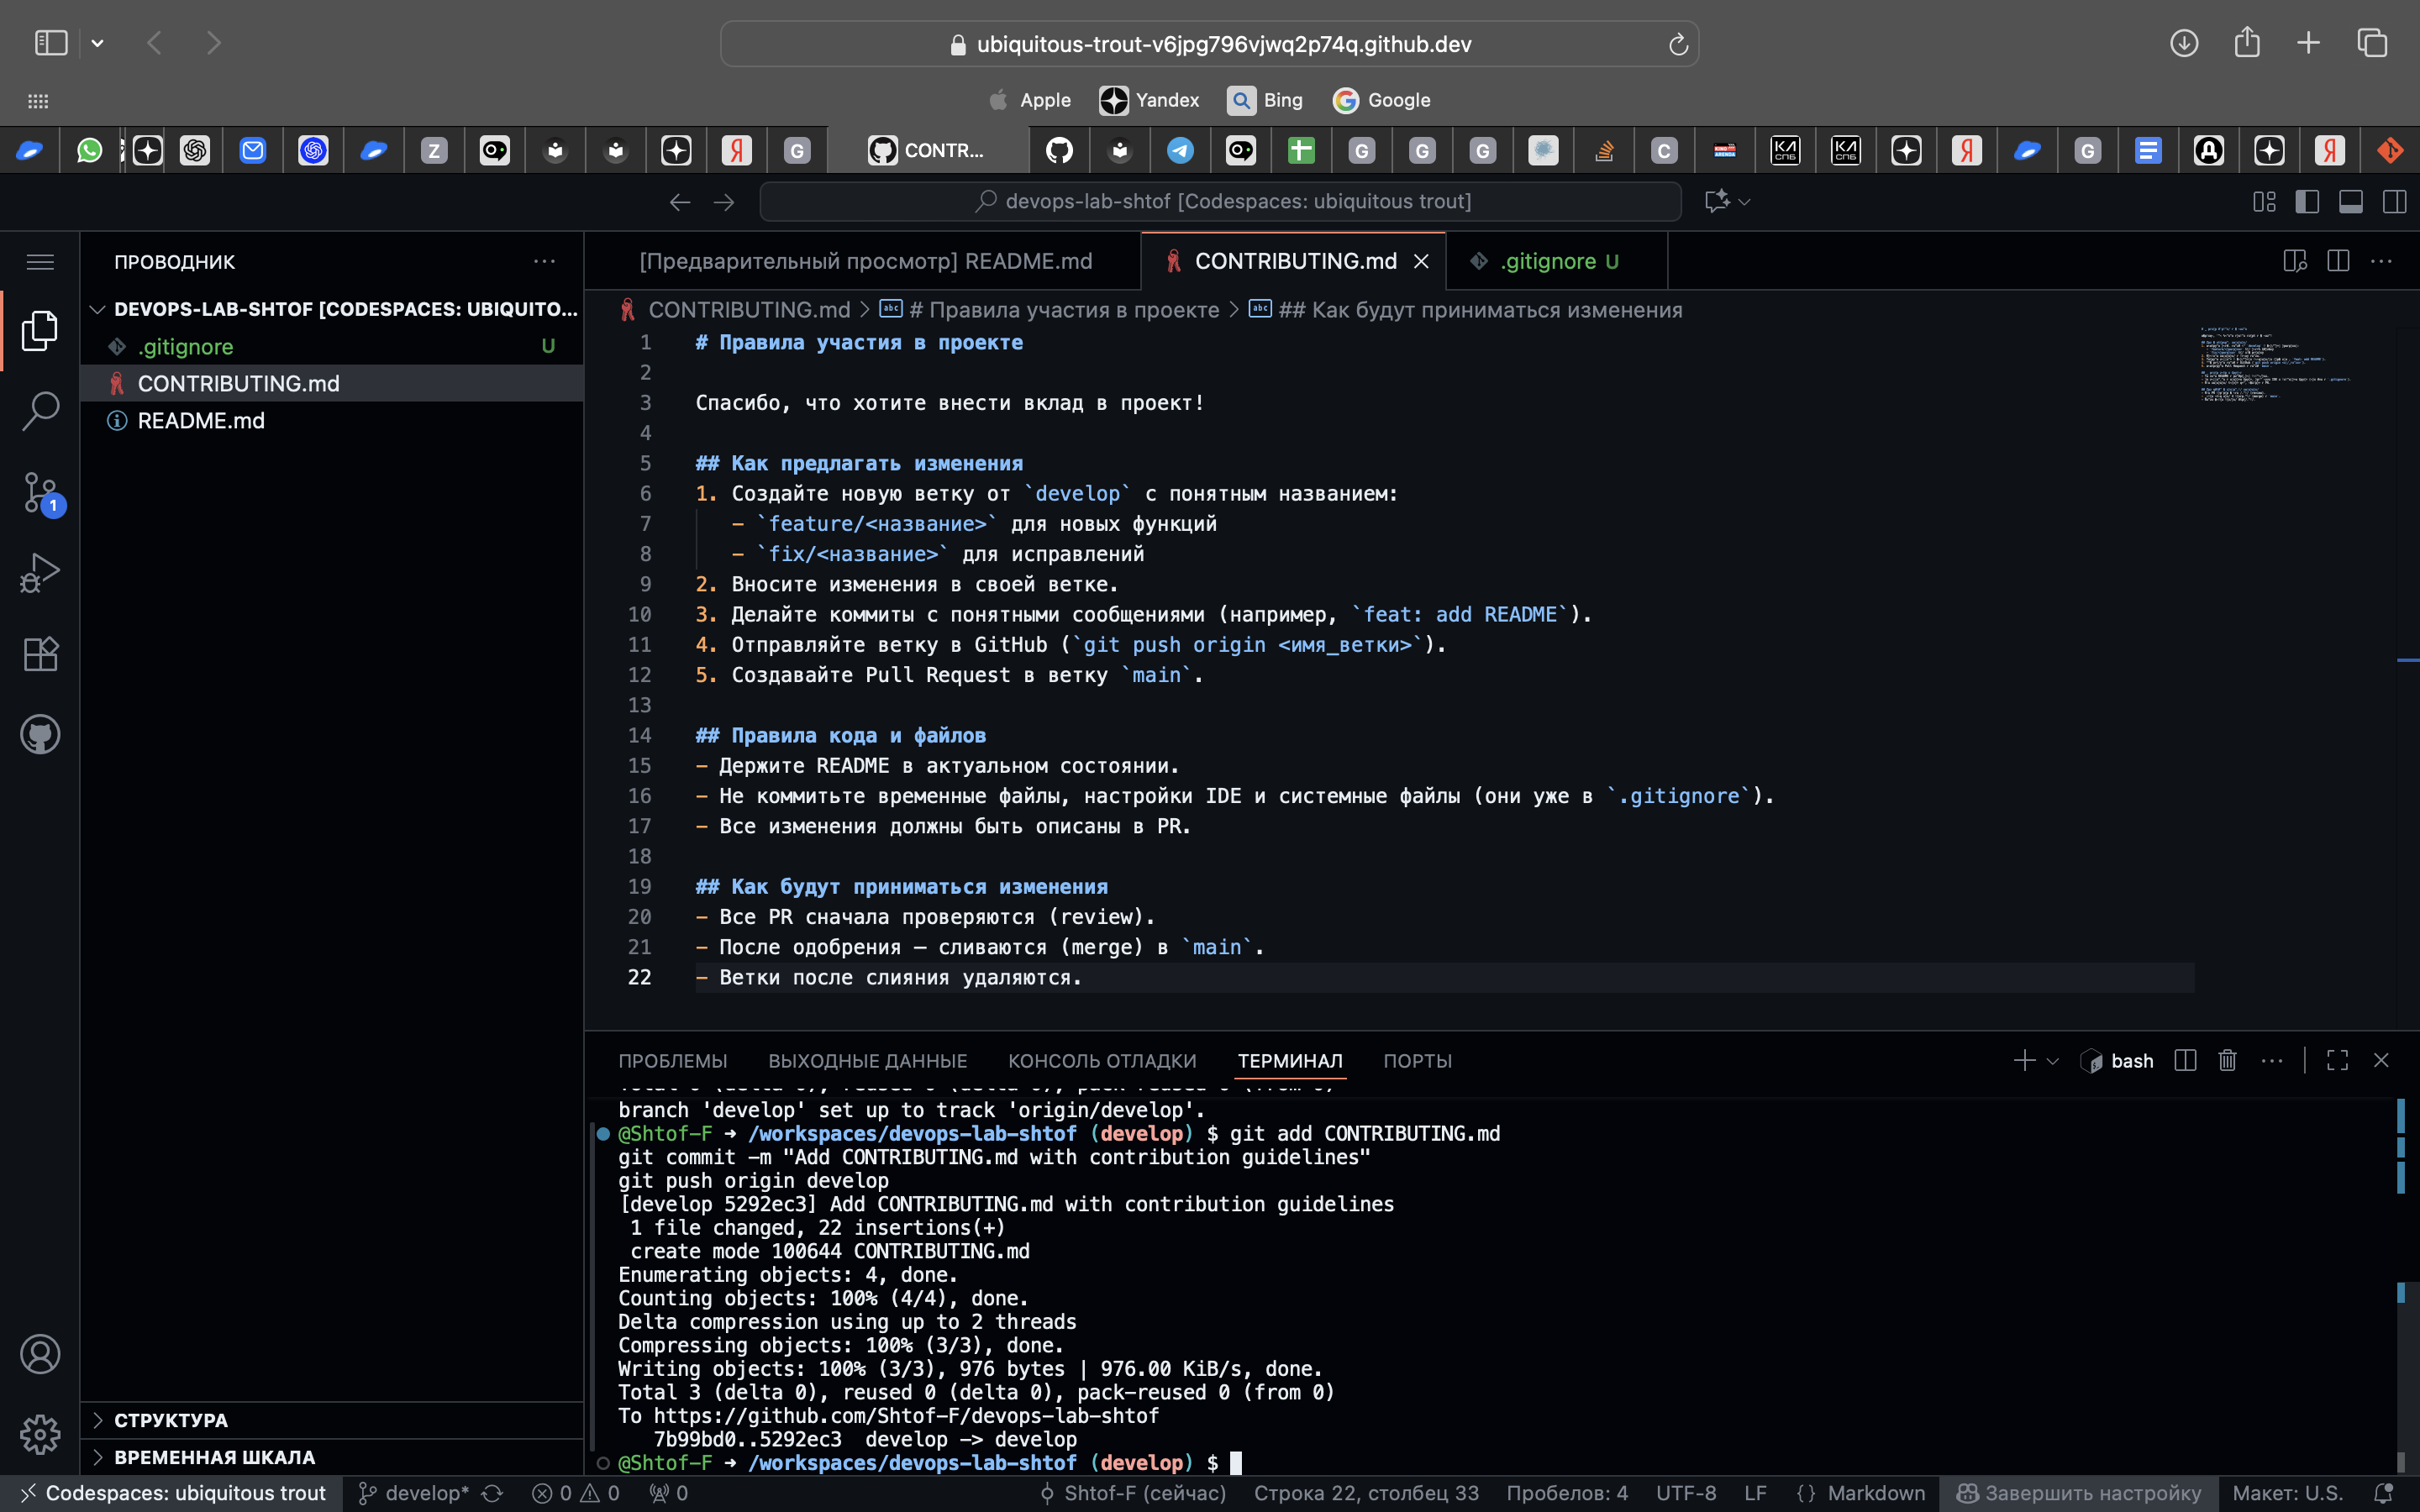 ubiquitous-trout-v6jpg796vjwq2p74q.github.dev
Apple Yandex Bing Google
CONTR...
devops-lab-shtof [Codespaces: ubiquitous trout]
ПРОВОДНИК
DEVOPS-LAB-SHTOF [CODESPACES: UBIQUITO...
.gitignore U
CONTRIBUTING.md
README.md
1
[Предварительный просмотр] README.md CONTRIBUTING.md .gitignore U
CONTRIBUTING.md > # Правила участия в проекте > ## Как будут приниматься изменения
1 # Правила участия в проекте
2
3 Спасибо, что хотите внести вклад в проект!
4
5 ## Как предлагать изменения
6 1. Создайте новую ветку от `develop` с понятным названием:
7 - `feature/<название>` для новых функций
8 - `fix/<название>` для исправлений
9 2. Вносите изменения в своей ветке.
10 3. Делайте коммиты с понятными сообщениями (например, `feat: add README`).
11 4. Отправляйте ветку в GitHub (`git push origin <имя_ветки>`).
12 5. Создавайте Pull Request в ветку `main`.
13
14 ## Правила кода и файлов
15 - Держите README в актуальном состоянии.
16 - Не коммитьте временные файлы, настройки IDE и системные файлы (они уже в `.gitignore`).
17 - Все изменения должны быть описаны в PR.
18
19 ## Как будут приниматься изменения
20 - Все PR сначала проверяются (review).
21 - После одобрения — сливаются (merge) в `main`.
22 - Ветки после слияния удаляются.
ПРОБЛЕМЫ ВЫХОДНЫЕ ДАННЫЕ КОНСОЛЬ ОТЛАДКИ ТЕРМИНАЛ ПОРТЫ
bash
branch 'develop' set up to track 'origin/develop'.
@Shtof-F ➜ /workspaces/devops-lab-shtof (develop) $ git add CONTRIBUTING.md
git commit -m "Add CONTRIBUTING.md with contribution guidelines"
git push origin develop
[develop 5292ec3] Add CONTRIBUTING.md with contribution guidelines
1 file changed, 22 insertions(+)
create mode 100644 CONTRIBUTING.md
Enumerating objects: 4, done.
Counting objects: 100% (4/4), done.
Delta compression using up to 2 threads
Compressing objects: 100% (3/3), done.
Writing objects: 100% (3/3), 976 bytes | 976.00 KiB/s, done.
Total 3 (delta 0), reused 0 (delta 0), pack-reused 0 (from 0)
To https://github.com/Shtof-F/devops-lab-shtof
7b99bd0..5292ec3 develop -> develop
@Shtof-F ➜ /workspaces/devops-lab-shtof (develop) $
СТРУКТУРА
ВРЕМЕННАЯ ШКАЛА
Codespaces: ubiquitous trout develop* 0 0 0 Shtof-F (сейчас) Строка 22, столбец 33 Пробелов: 4 UTF-8 LF {} Markdown Завершить настройку Макет: U.S.